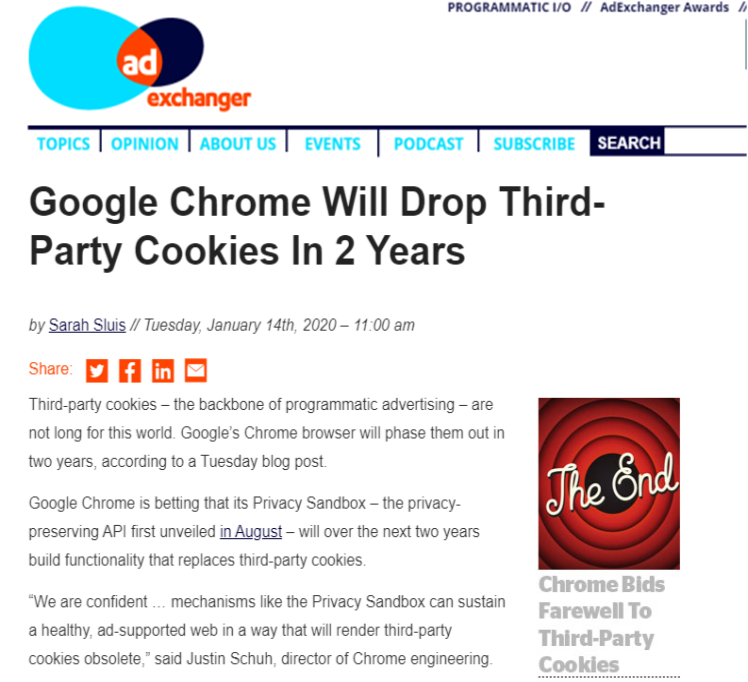 PROGRAMMATIC I/O // AdExchanger Awards //
ad
exchanger
TOPICS OPINION ABOUT US EVENTS PODCAST SUBSCRIBE SEARCH
Google Chrome Will Drop Third-
Party Cookies In 2 Years
by Sarah Sluis // Tuesday, January 14th, 2020 – 11:00 am
Share:
Third-party cookies – the backbone of programmatic advertising – are
not long for this world. Google's Chrome browser will phase them out in
two years, according to a Tuesday blog post.
Google Chrome is betting that its Privacy Sandbox – the privacy-
preserving API first unveiled in August – will over the next two years
build functionality that replaces third-party cookies.
“We are confident … mechanisms like the Privacy Sandbox can sustain
a healthy, ad-supported web in a way that will render third-party
cookies obsolete,” said Justin Schuh, director of Chrome engineering.
The End
Chrome Bids
Farewell To
Third-Party
Cookies